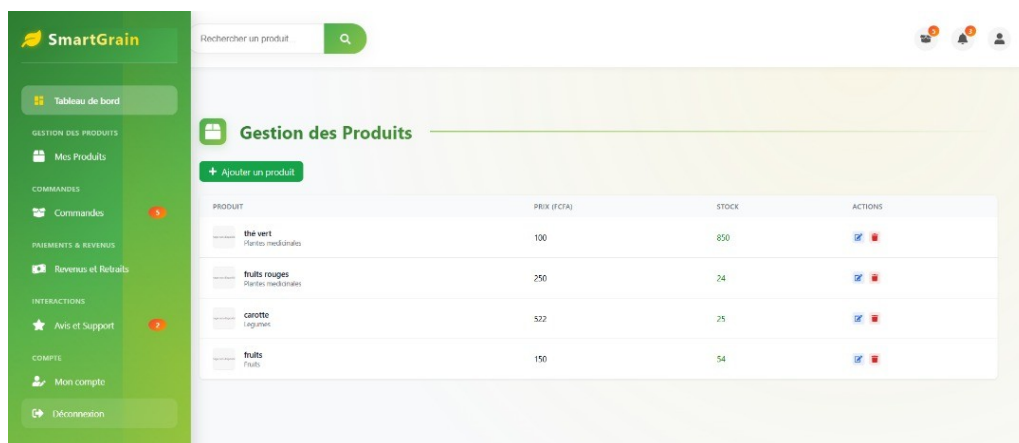 SmartGrain
Rechercher un produit...
5
3
Tableau de bord
GESTION DES PRODUITS
Mes Produits
COMMANDES
Commandes 5
PAIEMENTS & REVENUS
Revenus et Retraits
INTERACTIONS
Avis et Support 2
COMPTE
Mon compte
Déconnexion
Gestion des Produits
+ Ajouter un produit
PRODUIT PRIX (FCFA) STOCK ACTIONS
thé vert 100 850
Plantes medicinales
fruits rouges 250 24
Plantes medicinales
carotte 522 25
Legumes
fruits 150 54
Fruits